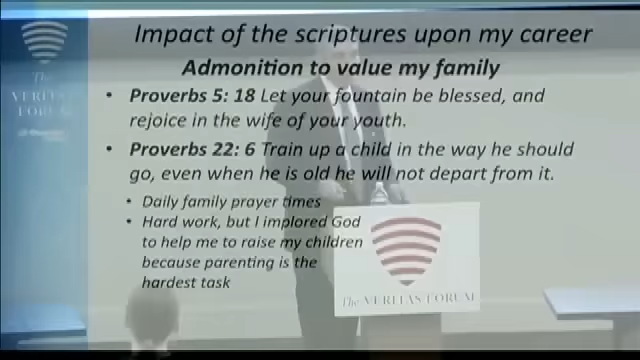 Impact of the scriptures upon my career
Admonition to value my family
• Proverbs 5: 18 Let your fountain be blessed, and
rejoice in the wife of your youth.
• Proverbs 22: 6 Train up a child in the way he should
go, even when he is old he will not depart from it.
• Daily family prayer times
• Hard work, but I implored God
to help me to raise my children
because parenting is the
hardest task
The
VERITAS
FORUM
The VERITAS FORUM